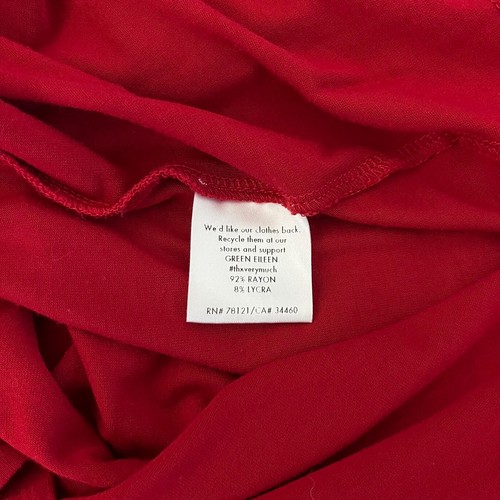 We'd like our clothes back.
Recycle them at our
stores and support
GREEN EILEEN
#thxverymuch
92% RAYON
8% LYCRA
RN# 78121/CA# 34460